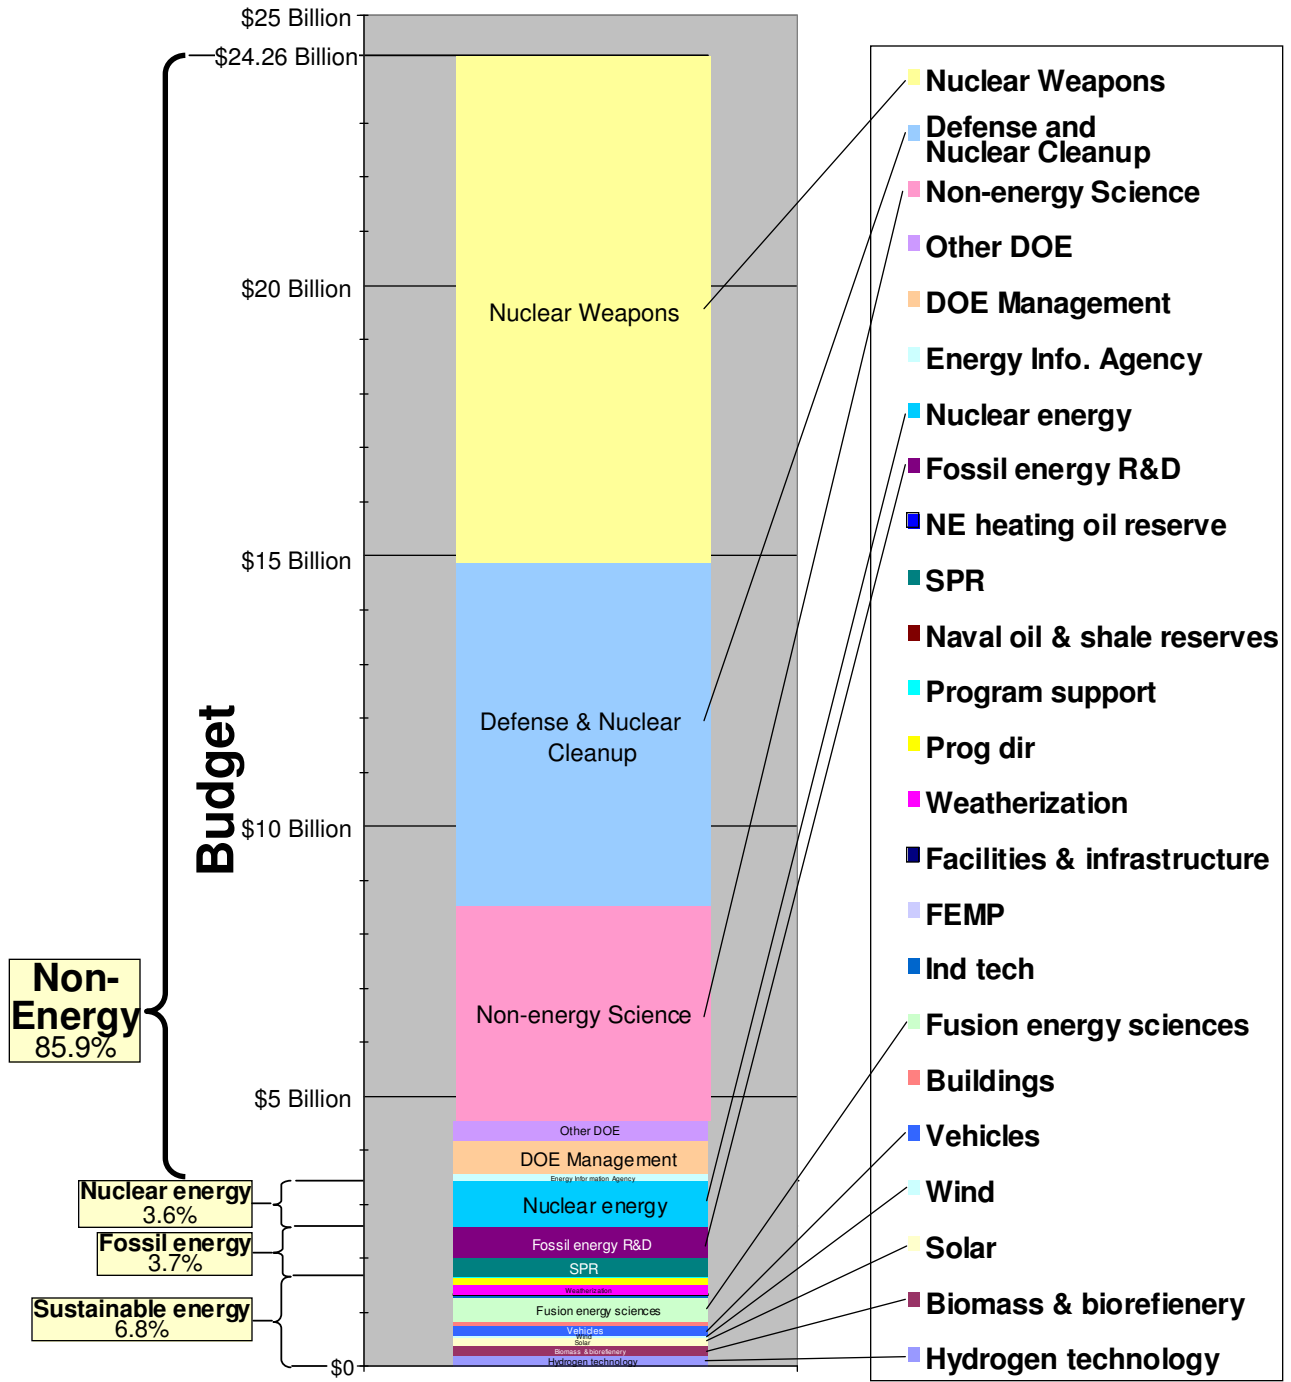 $25 Billion
$24.26 Billion
$20 Billion
$15 Billion
$10 Billion
$5 Billion
$0
Budget
Non-
Energy
85.9%
Nuclear energy
3.6%
Fossil energy
3.7%
Sustainable energy
6.8%
Nuclear Weapons
Defense & Nuclear
Cleanup
Non-energy Science
Other DOE
DOE Management
Energy Information Agency
Nuclear energy
Fossil energy R&D
SPR
Weatherization
Fusion energy sciences
Vehicles
Wind
Solar
Biomass & biorefienery
Hydrogen technology
Nuclear Weapons
Defense and
Nuclear Cleanup
Non-energy Science
Other DOE
DOE Management
Energy Info. Agency
Nuclear energy
Fossil energy R&D
NE heating oil reserve
SPR
Naval oil & shale reserves
Program support
Prog dir
Weatherization
Facilities & infrastructure
FEMP
Ind tech
Fusion energy sciences
Buildings
Vehicles
Wind
Solar
Biomass & biorefienery
Hydrogen technology